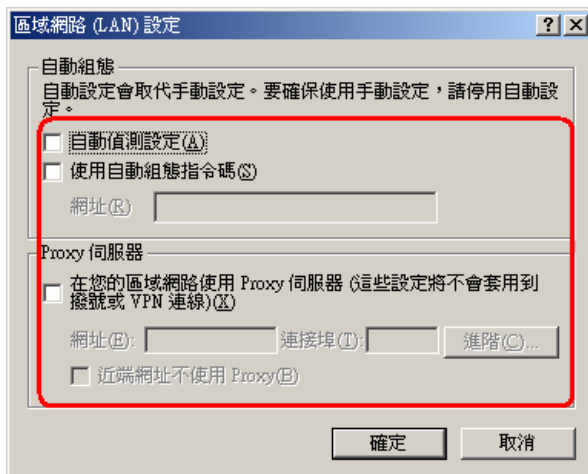 區域網路 (LAN) 設定
自動組態
自動設定會取代手動設定。要確保使用手動設定，請停用自動設
定。
自動偵測設定(A)
使用自動組態指令碼(S)
網址(R)
Proxy 伺服器
在您的區域網路使用 Proxy 伺服器 (這些設定將不會套用到
撥號或 VPN 連線)(X)
網址(E): 連接埠(T): 進階(C)...
近端網址不使用 Proxy(B)
確定 取消